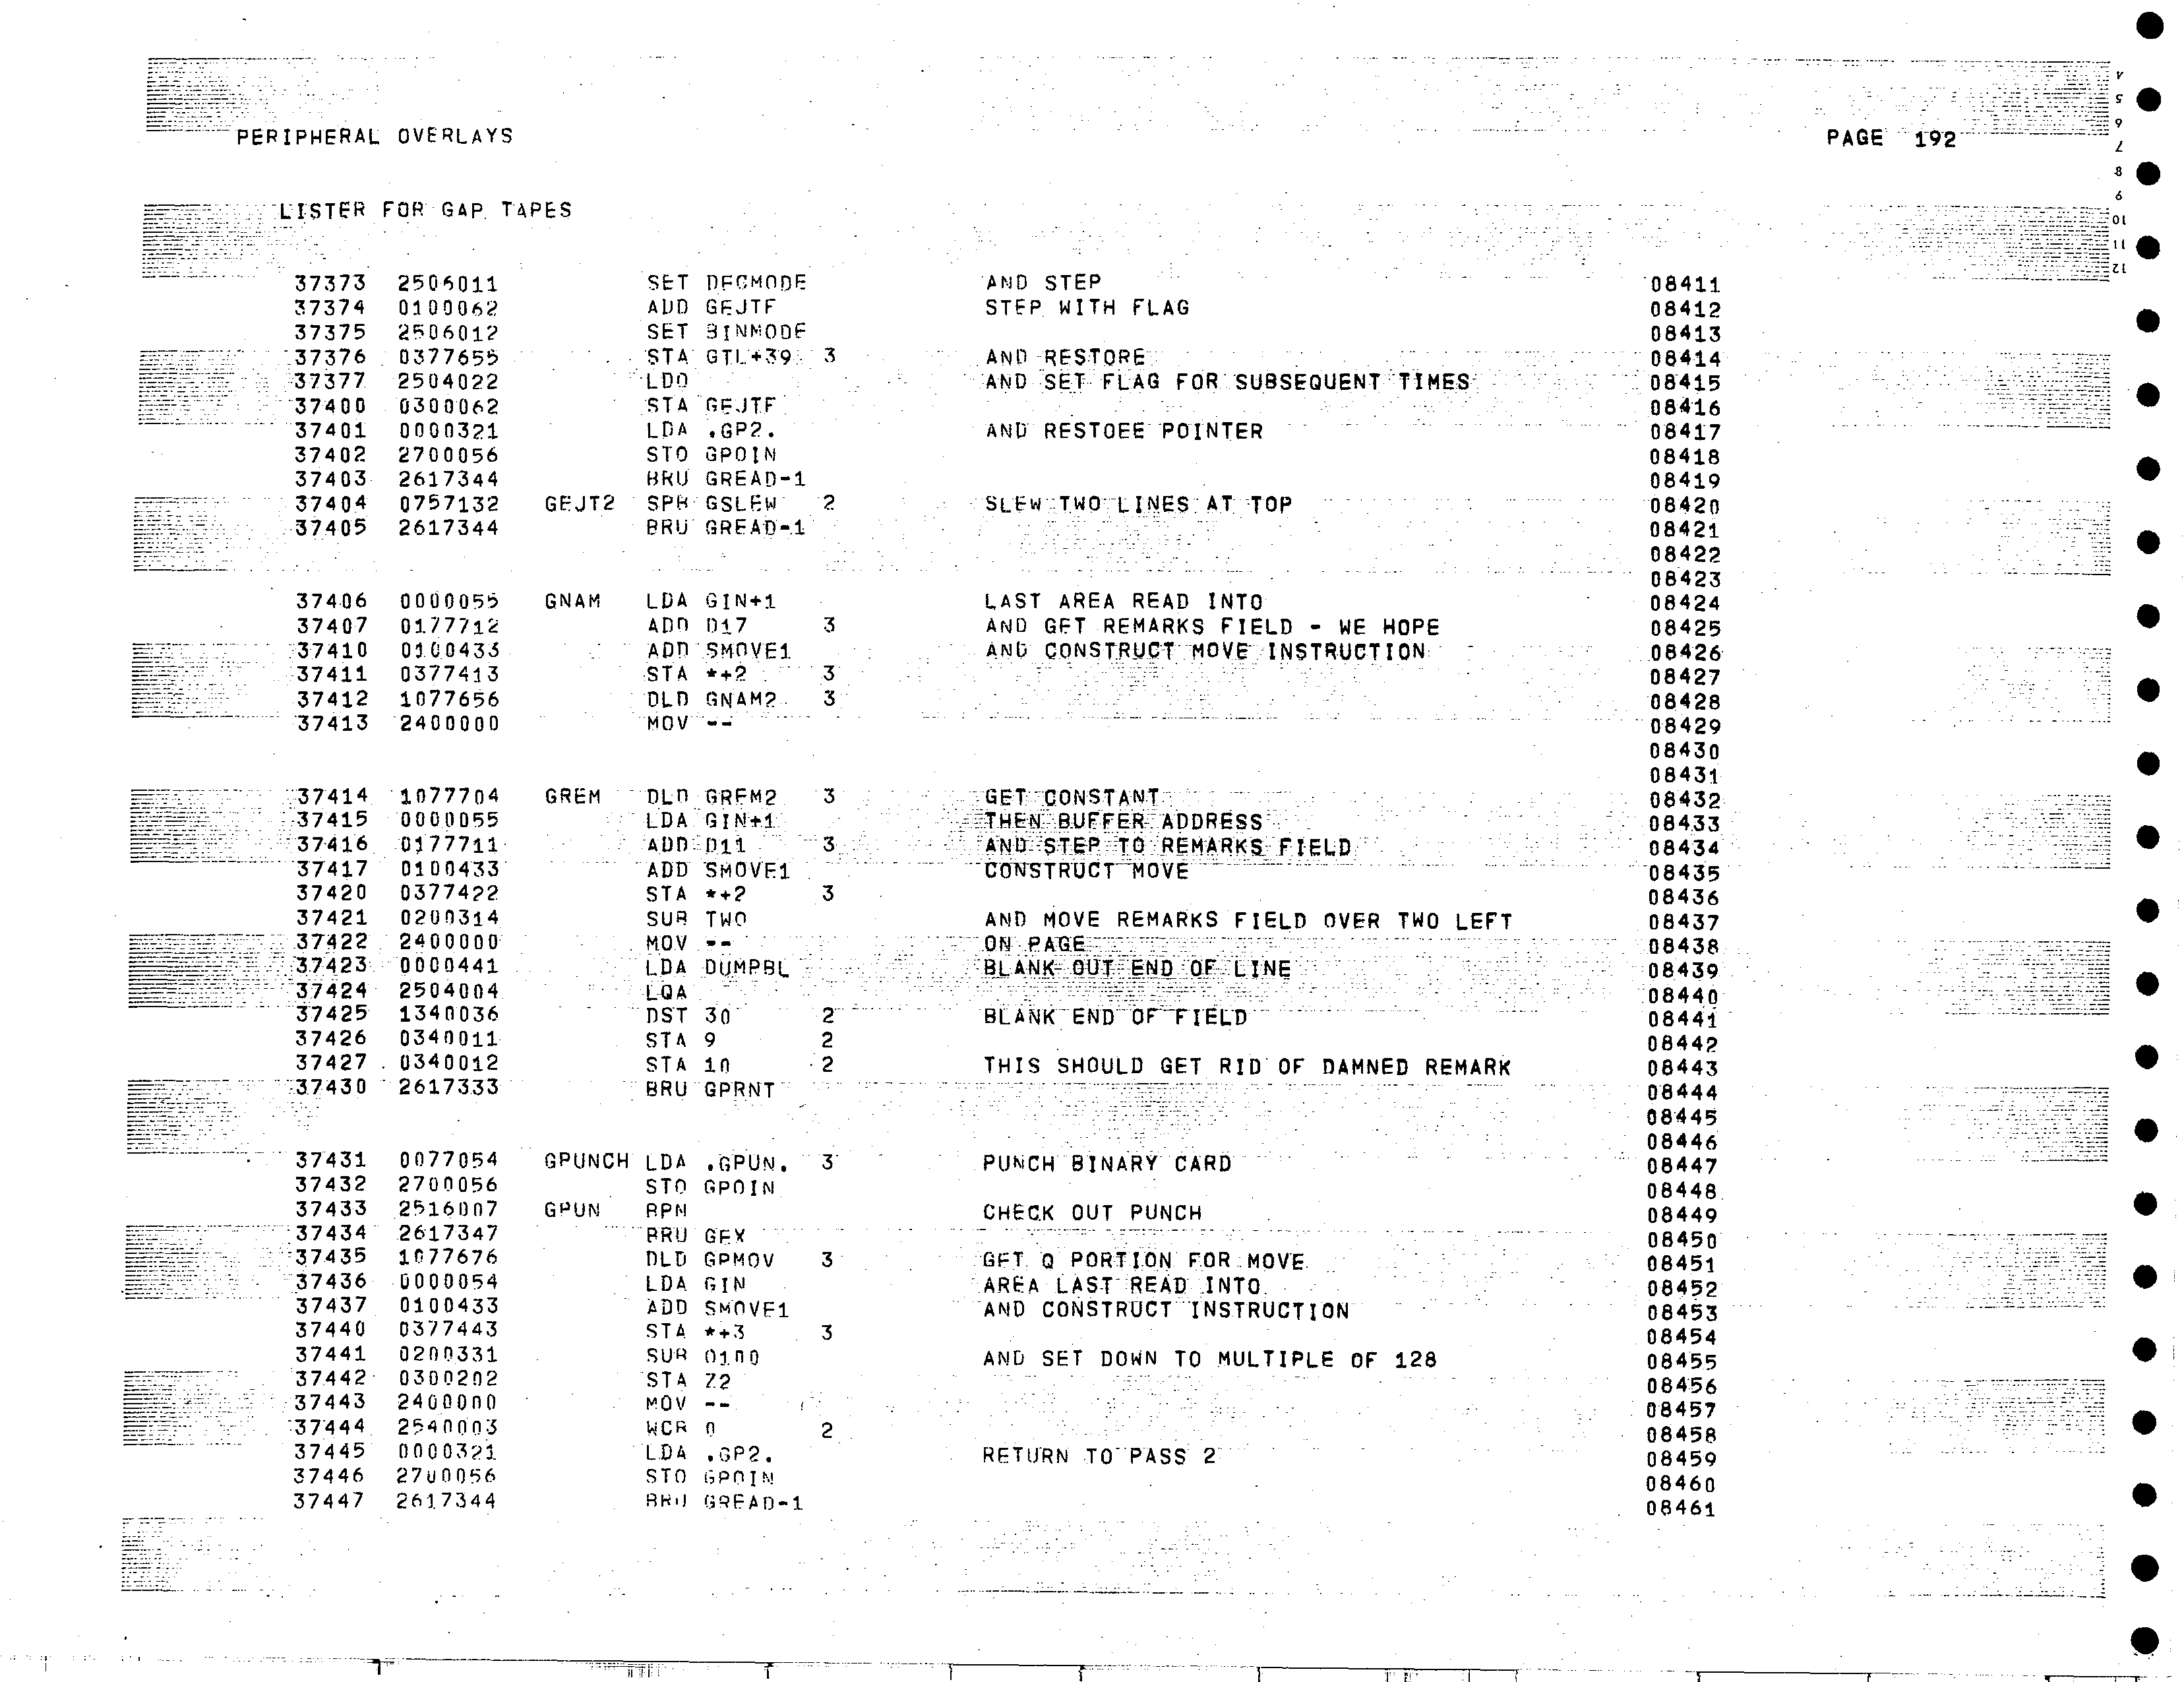 PERIPHERAL OVERLAYS PAGE 192
LISTER FOR GAP TAPES
37373 2506011 SET DECMODE AND STEP 08411
37374 0100062 ADD GEJTF STEP WITH FLAG 08412
37375 2506012 SET BINMODE 08413
37376 0377655 STA GTL+39 3 AND RESTORE 08414
37377 2504022 LDO AND SET FLAG FOR SUBSEQUENT TIMES 08415
37400 0300062 STA GEJTF 08416
37401 0000321 LDA .GP2. AND RESTOEE POINTER 08417
37402 2700056 STO GPOIN 08418
37403 2617344 BRU GREAD-1 08419
37404 0757132 GEJT2 SPB GSLEW 2 SLEW TWO LINES AT TOP 08420
37405 2617344 BRU GREAD-1 08421
08422
08423
37406 0000055 GNAM LDA GIN+1 LAST AREA READ INTO 08424
37407 0177712 ADD D17 3 AND GET REMARKS FIELD - WE HOPE 08425
37410 0100433 ADD SMOVE1 AND CONSTRUCT MOVE INSTRUCTION 08426
37411 0377413 STA *+2 3 08427
37412 1077656 DLD GNAM2 3 08428
37413 2400000 MOV -- 08429
08430
08431
37414 1077704 GREM DLD GREM2 3 GET CONSTANT 08432
37415 0000055 LDA GIN+1 THEN BUFFER ADDRESS 08433
37416 0177711 ADD D11 3 AND STEP TO REMARKS FIELD 08434
37417 0100433 ADD SMOVE1 CONSTRUCT MOVE 08435
37420 0377422 STA *+2 3 08436
37421 0200314 SUB TWO AND MOVE REMARKS FIELD OVER TWO LEFT 08437
37422 2400000 MOV -- ON PAGE 08438
37423 0000441 LDA DUMPBL BLANK OUT END OF LINE 08439
37424 2504004 LQA 08440
37425 1340036 DST 30 2 BLANK END OF FIELD 08441
37426 0340011 STA 9 2 08442
37427 0340012 STA 10 2 THIS SHOULD GET RID OF DAMNED REMARK 08443
37430 2617333 BRU GPRNT 08444
08445
08446
37431 0077054 GPUNCH LDA .GPUN. 3 PUNCH BINARY CARD 08447
37432 2700056 STO GPOIN 08448
37433 2516007 GPUN BPN CHECK OUT PUNCH 08449
37434 2617347 BRU GEX 08450
37435 1077676 DLD GPMOV 3 GET Q PORTION FOR MOVE 08451
37436 0000054 LDA GIN AREA LAST READ INTO 08452
37437 0100433 ADD SMOVE1 AND CONSTRUCT INSTRUCTION 08453
37440 0377443 STA *+3 3 08454
37441 0200331 SUB O100 AND SET DOWN TO MULTIPLE OF 128 08455
37442 0300202 STA Z2 08456
37443 2400000 MOV -- 08457
37444 2540003 WCB 0 2 08458
37445 0000321 LDA .GP2. RETURN TO PASS 2 08459
37446 2700056 STO GPOIN 08460
37447 2617344 BRU GREAD-1 08461
4
5
6
7
8
9
10
11
12